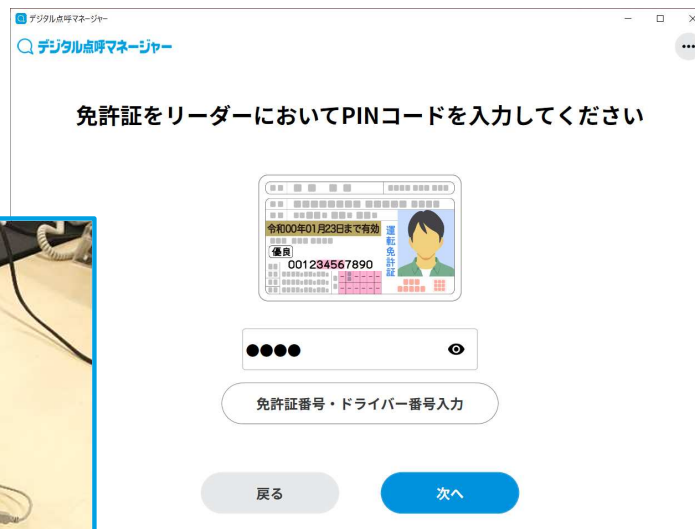 デジタル点呼マネージャー
デジタル点呼マネージャー
免許証をリーダーにおいてPINコードを入力してください
令和00年01月23日まで有効
運転免許証
優良
001234567890
免許証番号・ドライバー番号入力
戻る
次へ